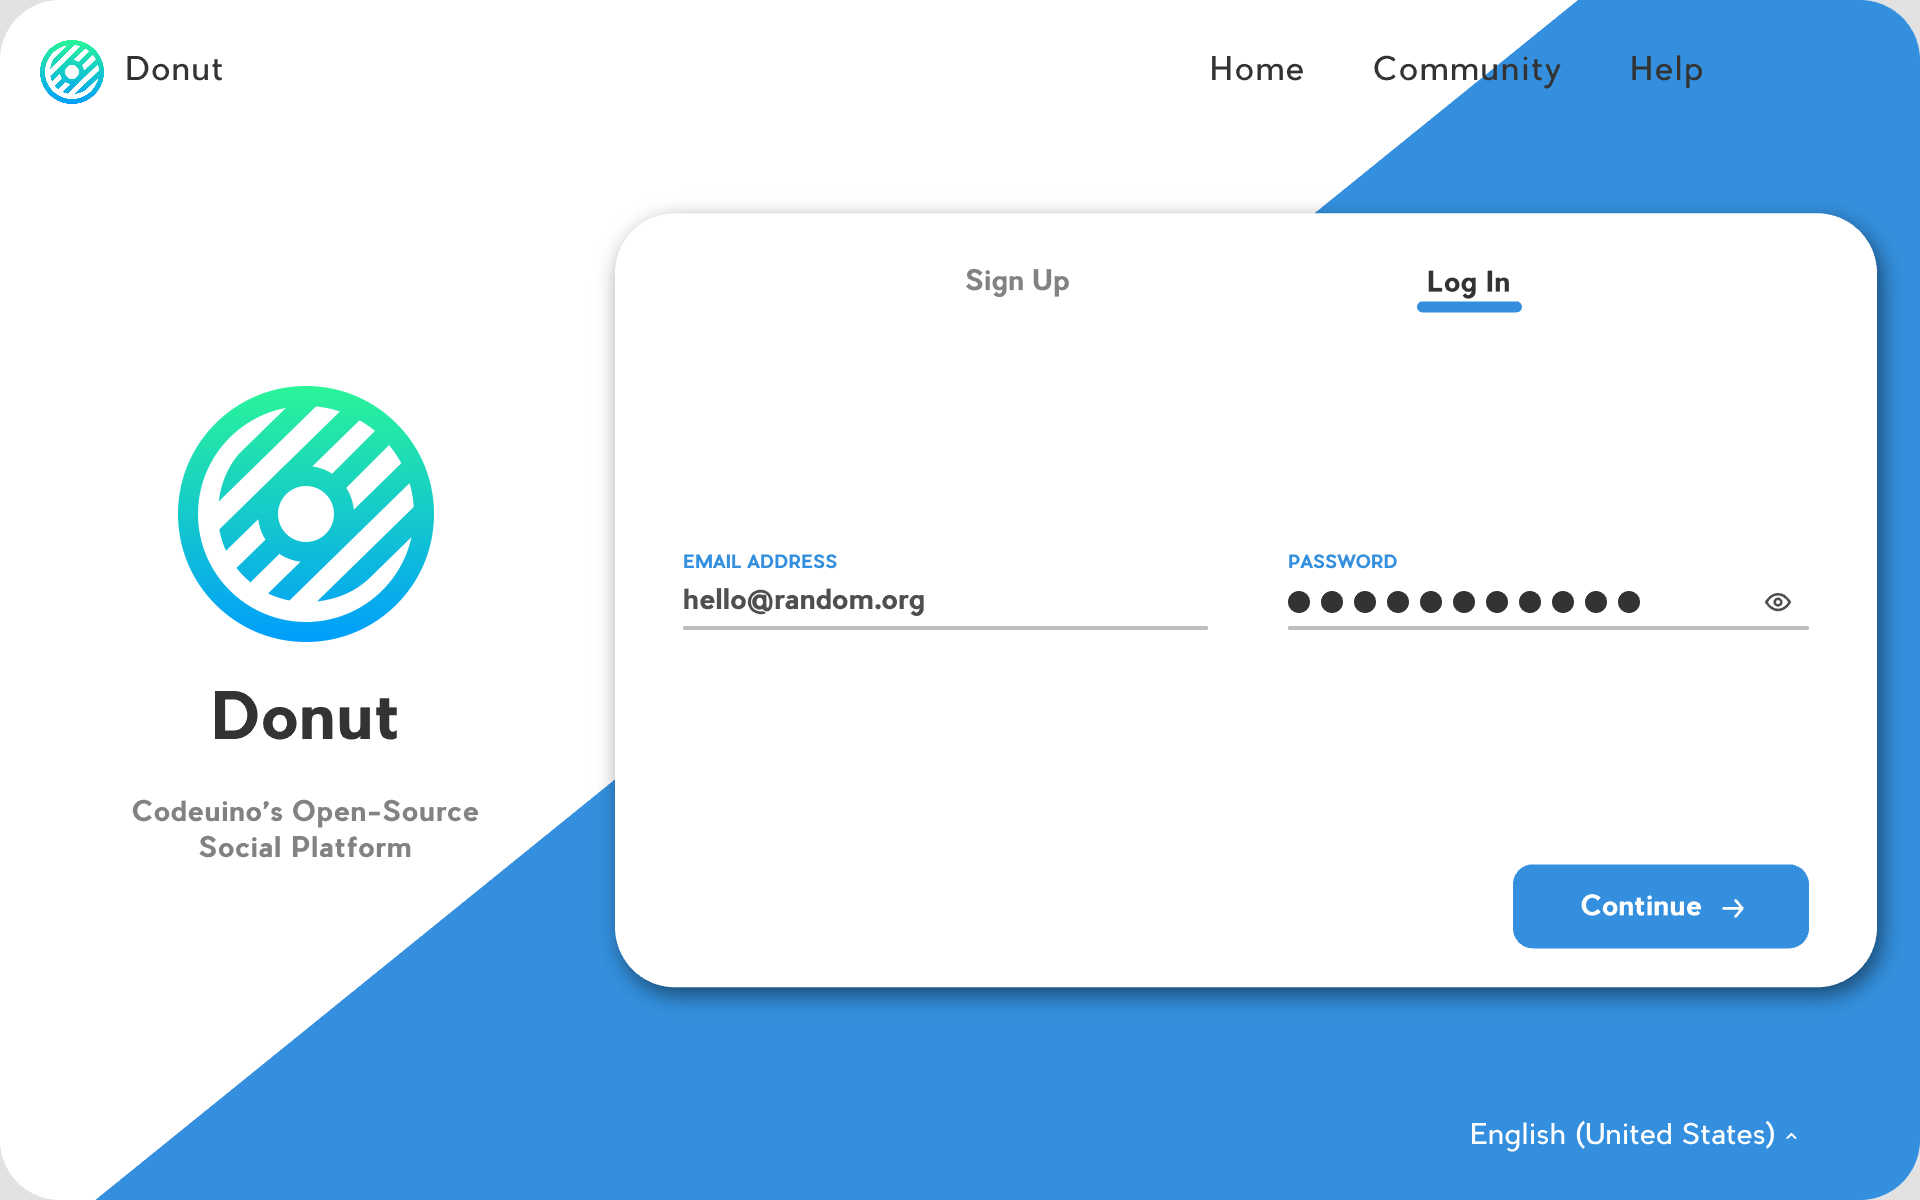 Donut
Home Community Help
Sign Up Log In
EMAIL ADDRESS PASSWORD
hello@random.org
Donut
Codeuino’s Open-Source
Social Platform
Continue
English (United States)